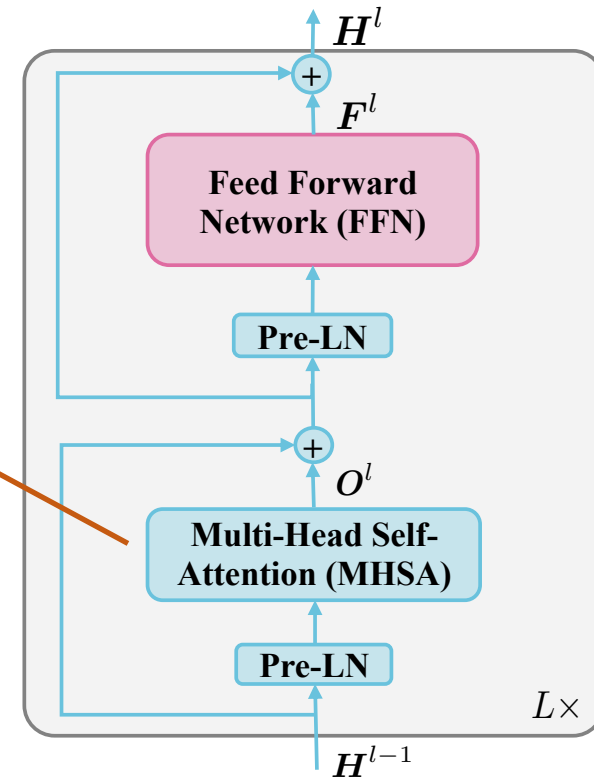 H^l
+
F^l
Feed Forward
Network (FFN)
Pre-LN
+
O^l
Multi-Head Self-
Attention (MHSA)
Pre-LN
L×
H^{l−1}